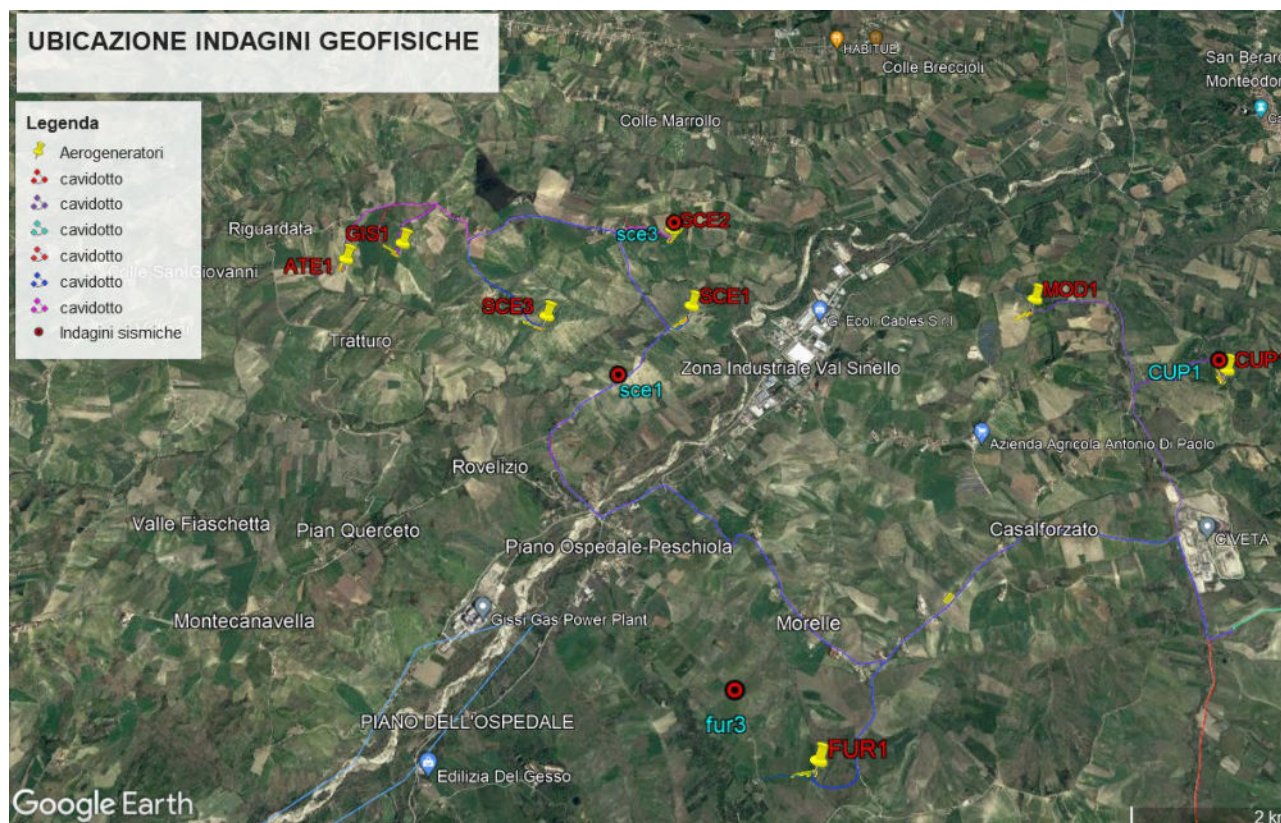 UBICAZIONE INDAGINI GEOFISICHE
Legenda
Aerogeneratori
cavidotto
cavidotto
cavidotto
cavidotto
cavidotto
cavidotto
Indagini sismiche
HABITUE
Colle Breccioli
San Berar
Monteodor
Ca
Colle Marrollo
Riguardata
GIS1
sce3
SCE2
ATE1
Colle San Giovanni
SCE3
SCE1
MOD1
G. Ecol. Cables S.r.l
Tratturo
Zona Industriale Val Sinello
sce1
CUP1
CUP1
Azienda Agricola Antonio Di Paolo
Rovelizio
Valle Fiaschetta
Pian Querceto
Piano Ospedale-Peschiola
Casalforzato
CIVETA
Montecanavella
Gissi Gas Power Plant
Morelle
PIANO DELL'OSPEDALE
fur3
FUR1
Edilizia Del Gesso
Google Earth
2 k